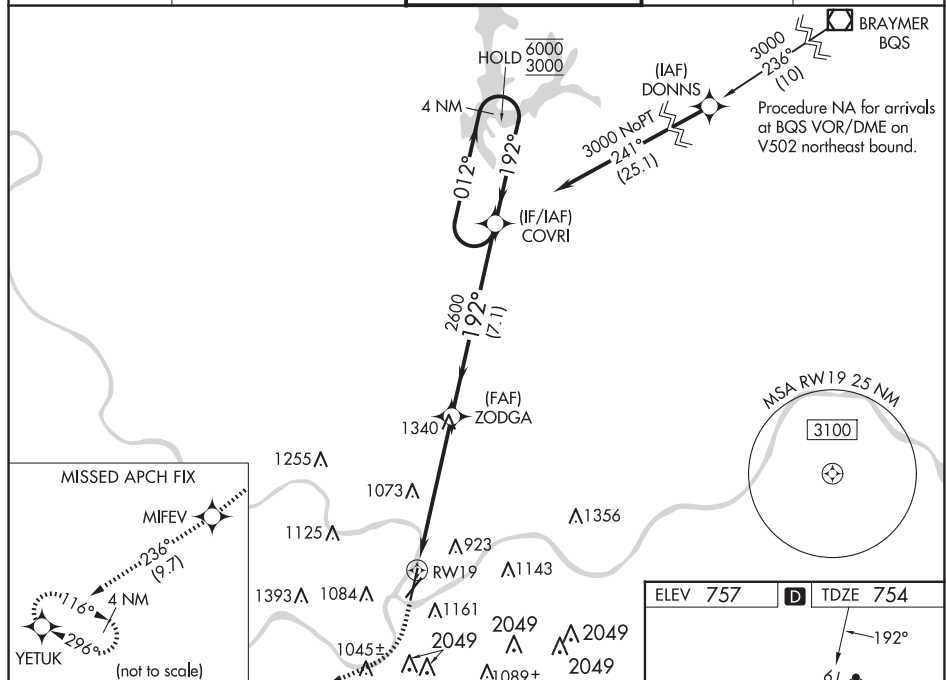 BRAYMER
BQS
HOLD 6000
3000
3000
236°
(10)
(IAF)
DONNS
4 NM
3000 NoPT
241°
(25.1)
Procedure NA for arrivals
at BQS VOR/DME on
V502 northeast bound.
012°
192°
(IF/IAF)
COVRI
2600
192°
(7.1)
(FAF)
ZODGA
1340
MSA RW19 25 NM
3100
1255
1073
1356
1125
923
RW19
1143
1393
1084
1161
2049
2049
2049
2049
1045±
1089±
MISSED APCH FIX
MIFEV
236°
(9.7)
116°
4 NM
296°
YETUK
(not to scale)
ELEV 757 D TDZE 754
192°